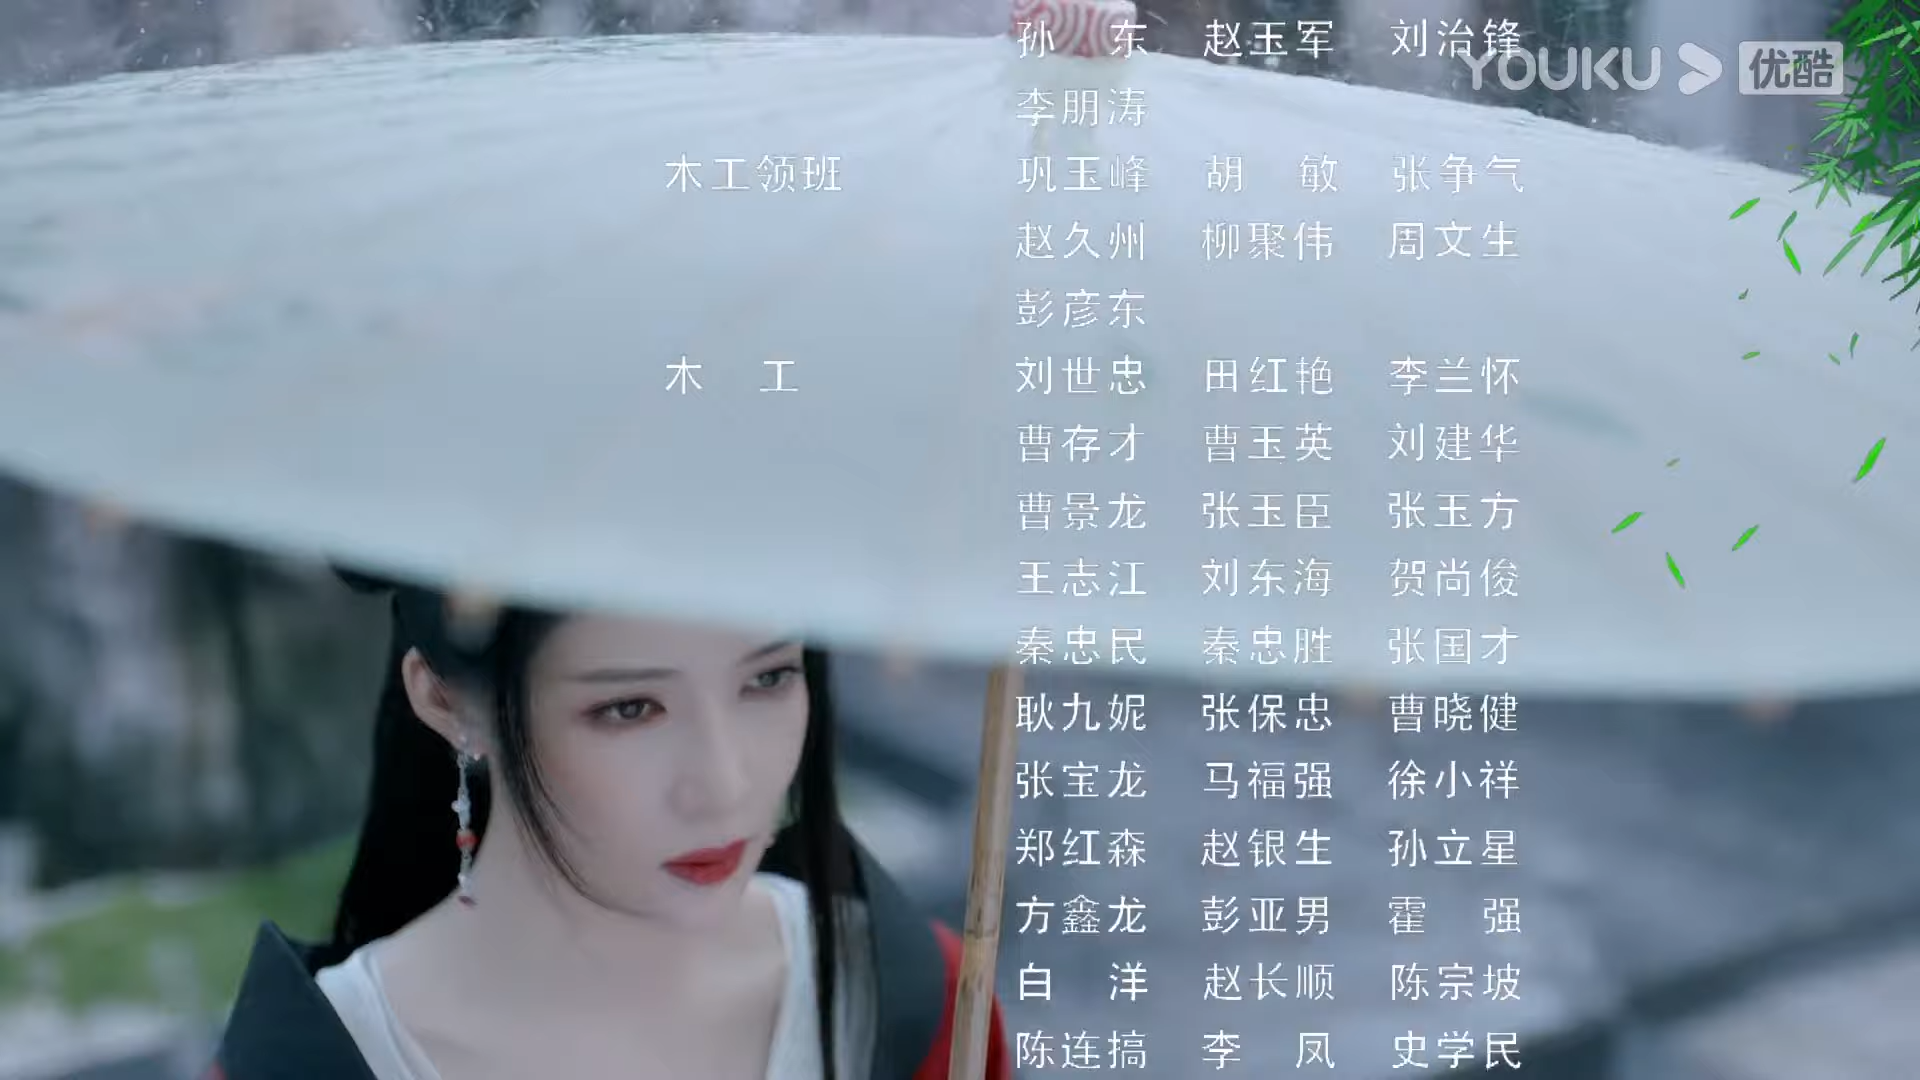 孙 东 赵玉军 刘治锋
YOUKU 优酷
李朋涛
木工领班 巩玉峰 胡 敏 张争气
赵久州 柳聚伟 周文生
彭彦东
木 工 刘世忠 田红艳 李兰怀
曹存才 曹玉英 刘建华
曹景龙 张玉臣 张玉方
王志江 刘东海 贺尚俊
秦忠民 秦忠胜 张国才
耿九妮 张保忠 曹晓健
张宝龙 马福强 徐小祥
郑红森 赵银生 孙立星
方鑫龙 彭亚男 霍 强
白 洋 赵长顺 陈宗坡
陈连搞 李 凤 史学民